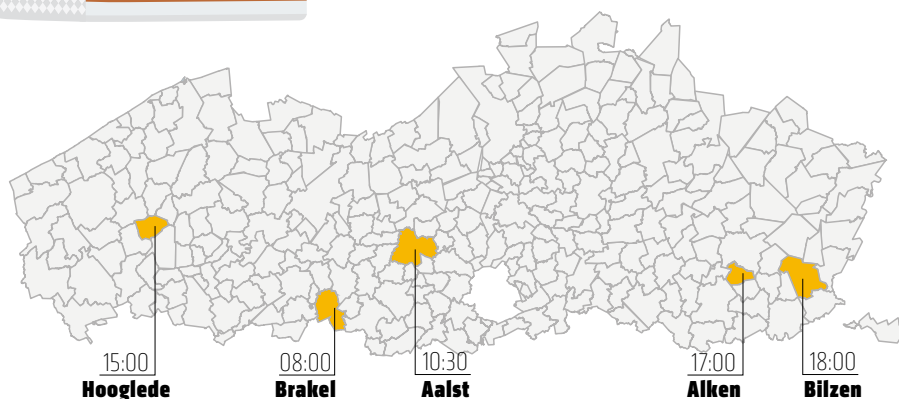 15:00
Hooglede
08:00
Brakel
10:30
Aalst
17:00
Alken
18:00
Bilzen